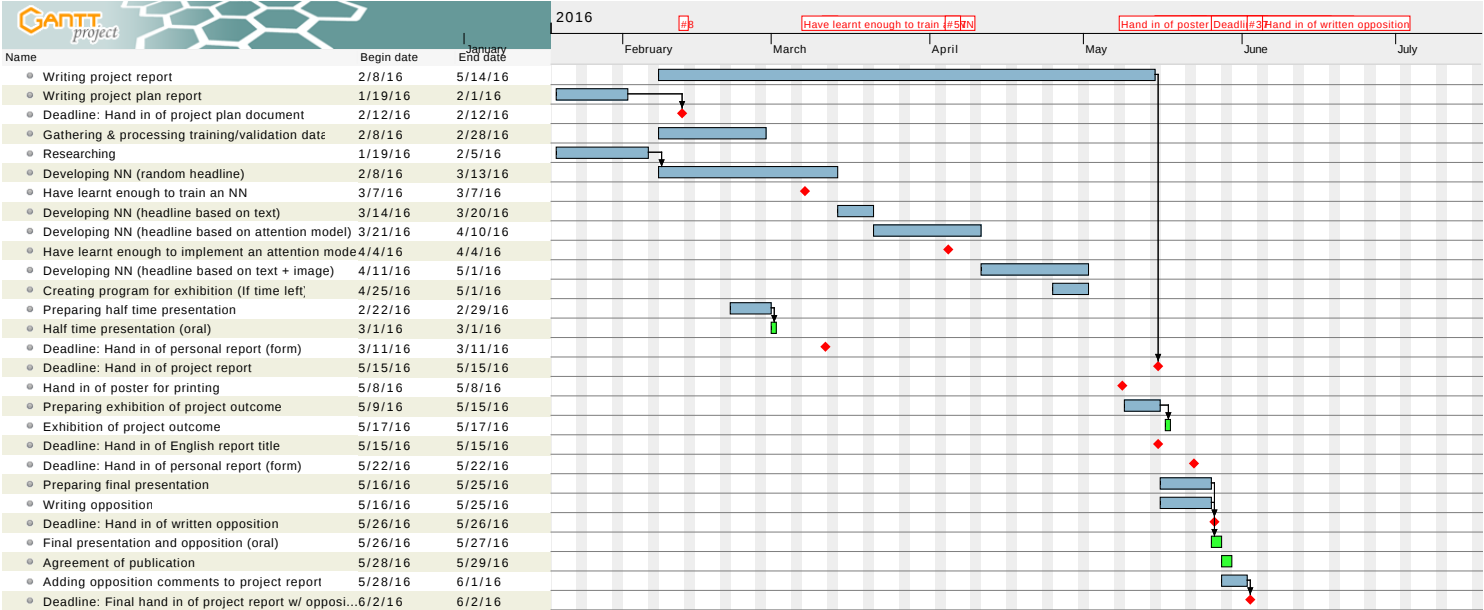 GANTT
project
2016
#8
Have learnt enough to train
#5
NN
Hand in of poster
Hand in of written opposition
January
February
March
April
May
June
July
Name Begin date End date
Writing project report 2/8/16 5/14/16
Writing project plan report 1/19/16 2/1/16
Deadline: Hand in of project plan document 2/12/16 2/12/16
Gathering & processing training/validation data 2/8/16 2/28/16
Researching 1/19/16 2/5/16
Developing NN (random headline) 2/8/16 3/13/16
Have learnt enough to train an NN 3/7/16 3/7/16
Developing NN (headline based on text) 3/14/16 3/20/16
Developing NN (headline based on attention model) 3/21/16 4/10/16
Have learnt enough to implement an attention mode 4/4/16 4/4/16
Developing NN (headline based on text + image) 4/11/16 5/1/16
Creating program for exhibition (If time left) 4/25/16 5/1/16
Preparing half time presentation 2/22/16 2/29/16
Half time presentation (oral) 3/1/16 3/1/16
Deadline: Hand in of personal report (form) 3/11/16 3/11/16
Deadline: Hand in of project report 5/15/16 5/15/16
Hand in of poster for printing 5/8/16 5/8/16
Preparing exhibition of project outcome 5/9/16 5/15/16
Exhibition of project outcome 5/17/16 5/17/16
Deadline: Hand in of English report title 5/15/16 5/15/16
Deadline: Hand in of personal report (form) 5/22/16 5/22/16
Preparing final presentation 5/16/16 5/25/16
Writing opposition 5/16/16 5/25/16
Deadline: Hand in of written opposition 5/26/16 5/26/16
Final presentation and opposition (oral) 5/26/16 5/27/16
Agreement of publication 5/28/16 5/29/16
Adding opposition comments to project report 5/28/16 6/1/16
Deadline: Final hand in of project report w/ opposi... 6/2/16 6/2/16